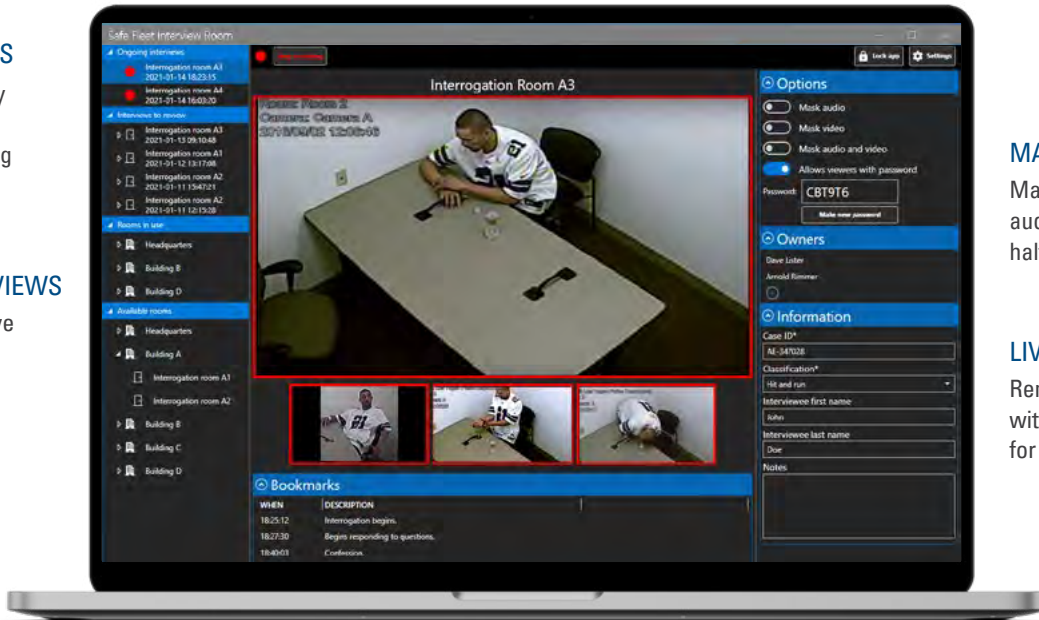 S
y
g
VIEWS
ve
Safe Fleet Interview Room
Ongoing interviews
Interrogation room A3
2021-01-14 18:23:15
Interrogation room A4
2021-01-14 16:03:20
Interviews to review
Interrogation room A3
2021-01-13 09:10:48
Interrogation room A1
2021-01-12 13:17:08
Interrogation room A2
2021-01-11 15:47:21
Interrogation room A2
2021-01-11 12:15:28
Rooms in use
Headquarters
Building B
Building D
Available rooms
Headquarters
Building A
Interrogation room A1
Interrogation room A2
Building B
Building C
Building D
Lock app
Settings
Interrogation Room A3
Room: Room 2
Camera: Camera A
2016/09/02 12:06:46
Bookmarks
WHEN DESCRIPTION
18:25:12 Interrogation begins.
18:27:30 Begins responding to questions.
18:40:03 Confession.
Options
Mask audio
Mask video
Mask audio and video
Allows viewers with password
Password: CBT9T6
Make new password
Owners
Dave Lister
Arnold Rimmer
Information
Case ID*
AE-347028
Classification*
Hit and run
Interviewee first name
John
Interviewee last name
Doe
Notes
MA
Ma
aud
hal
LIV
Rer
wit
for